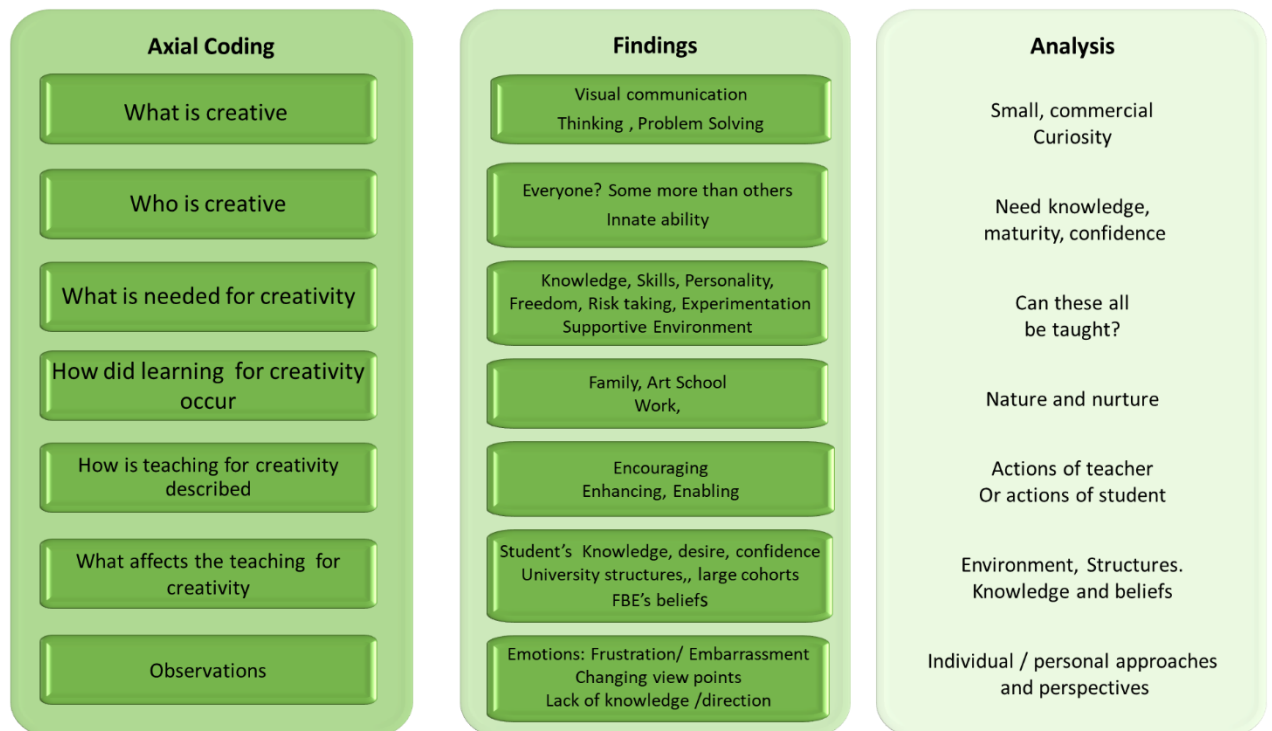 Axial Coding
What is creative
Who is creative
What is needed for creativity
How did learning for creativity
occur
How is teaching for creativity
described
What affects the teaching for
creativity
Observations
Findings
Visual communication
Thinking , Problem Solving
Everyone? Some more than others
Innate ability
Knowledge, Skills, Personality,
Freedom, Risk taking, Experimentation
Supportive Environment
Family, Art School
Work,
Encouraging
Enhancing, Enabling
Student's Knowledge, desire, confidence
University structures,, large cohorts
FBE's beliefs
Emotions: Frustration/ Embarrassment
Changing view points
Lack of knowledge /direction
Analysis
Small, commercial
Curiosity
Need knowledge,
maturity, confidence
Can these all
be taught?
Nature and nurture
Actions of teacher
Or actions of student
Environment, Structures.
Knowledge and beliefs
Individual / personal approaches
and perspectives